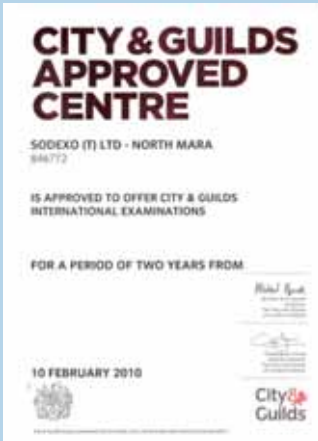 CITY & GUILDS
APPROVED
CENTRE
SODEXO (T) LTD - NORTH MARA
846772
IS APPROVED TO OFFER CITY & GUILDS
INTERNATIONAL EXAMINATIONS
FOR A PERIOD OF TWO YEARS FROM
10 FEBRUARY 2010
City&
Guilds